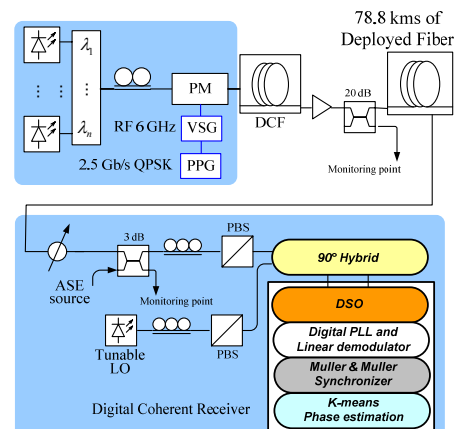 78.8 kms of
Deployed Fiber
λ1
λn
PM
20 dB
DCF
RF 6 GHz
VSG
2.5 Gb/s QPSK
PPG
Monitoring point
3 dB
PBS
90º Hybrid
ASE
source
Monitoring point
DSO
Tunable
LO
PBS
Digital PLL and
Linear demodulator
Muller & Muller
Synchronizer
K-means
Phase estimation
Digital Coherent Receiver